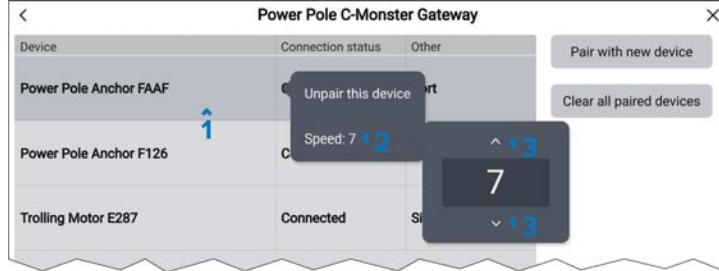 Power Pole C-Monster Gateway
Device Connection status Other
Pair with new device
Power Pole Anchor FAAF
Unpair this device
Clear all paired devices
1
Speed: 7 2
Power Pole Anchor F126
3
7
Trolling Motor E287 Connected
3